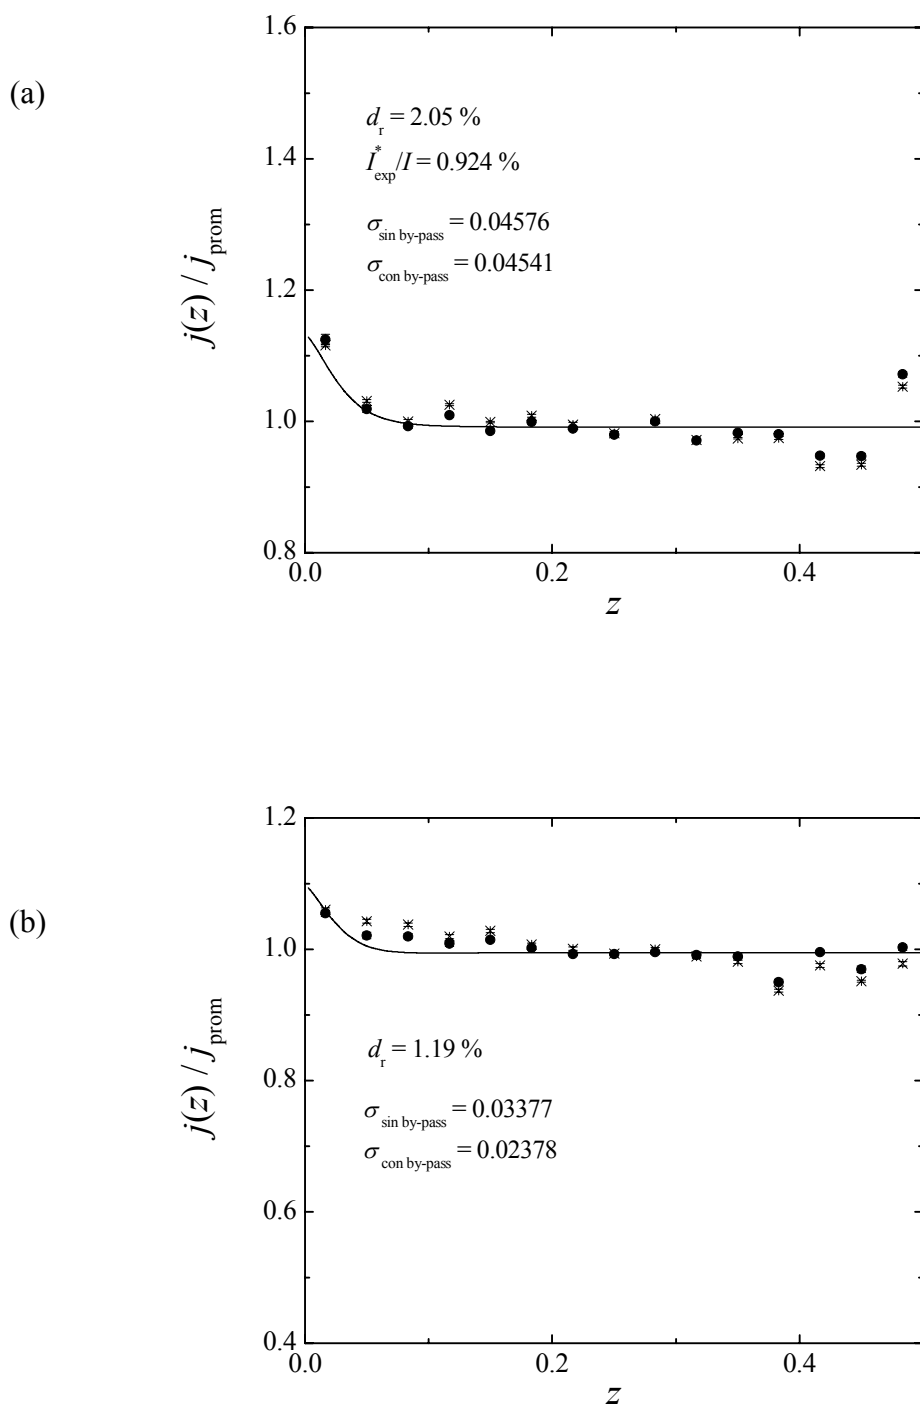 (a)
1.6
1.4
1.2
1.0
0.8
j(z) / j_prom
d_r = 2.05 %
I*_exp/I = 0.924 %
σ_sin by-pass = 0.04576
σ_con by-pass = 0.04541
0.0 0.2 0.4
z
(b)
1.2
1.0
0.8
0.6
0.4
j(z) / j_prom
d_r = 1.19 %
σ_sin by-pass = 0.03377
σ_con by-pass = 0.02378
0.0 0.2 0.4
z